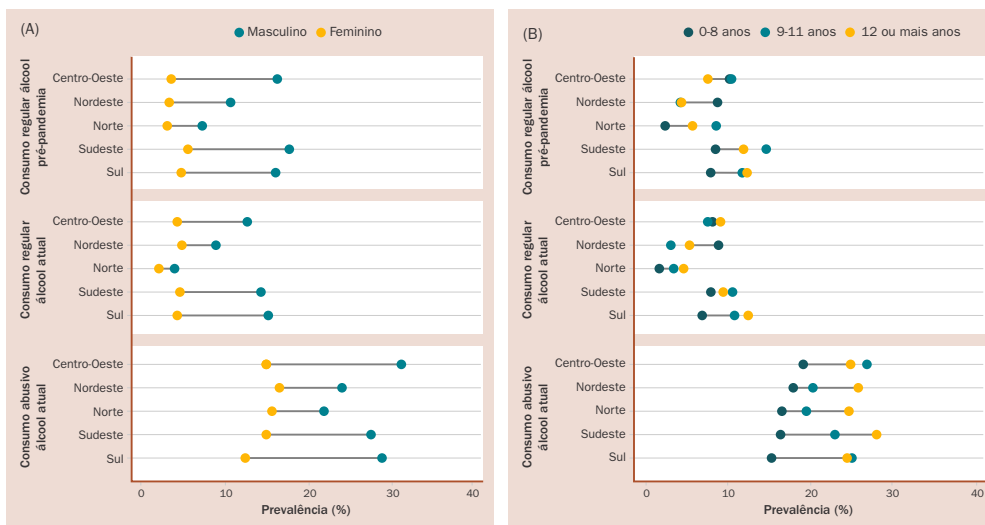 (A)
Masculino Feminino
Consumo regular álcool
pré-pandemia
Centro-Oeste
Nordeste
Norte
Sudeste
Sul
Consumo regular
álcool atual
Centro-Oeste
Nordeste
Norte
Sudeste
Sul
Consumo abusivo
álcool atual
Centro-Oeste
Nordeste
Norte
Sudeste
Sul
0 10 20 30 40
Prevalência (%)
(B)
0-8 anos 9-11 anos 12 ou mais anos
Consumo regular álcool
pré-pandemia
Centro-Oeste
Nordeste
Norte
Sudeste
Sul
Consumo regular
álcool atual
Centro-Oeste
Nordeste
Norte
Sudeste
Sul
Consumo abusivo
álcool atual
Centro-Oeste
Nordeste
Norte
Sudeste
Sul
0 10 20 30 40
Prevalência (%)